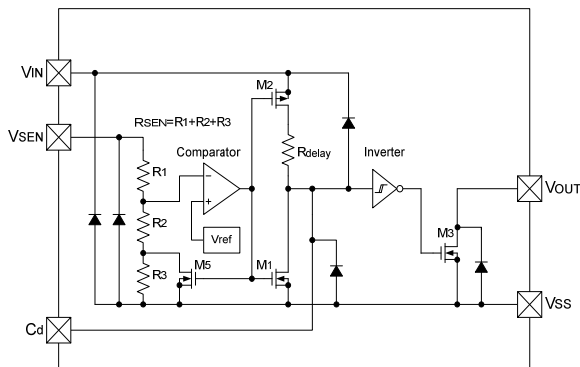 VIN
M2
RSEN=R1+R2+R3
VSEN
Comparator
Rdelay
Inverter
R1
−
+
VOUT
R2
Vref
M3
M5
M1
R3
VSS
Cd